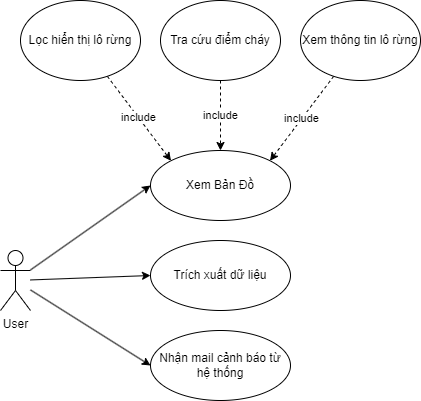 Lọc hiển thị lô rừng
Tra cứu điểm cháy
Xem thông tin lô rừng
include
include
include
Xem Bản Đồ
Trích xuất dữ liệu
User
Nhận mail cảnh báo từ
hệ thống